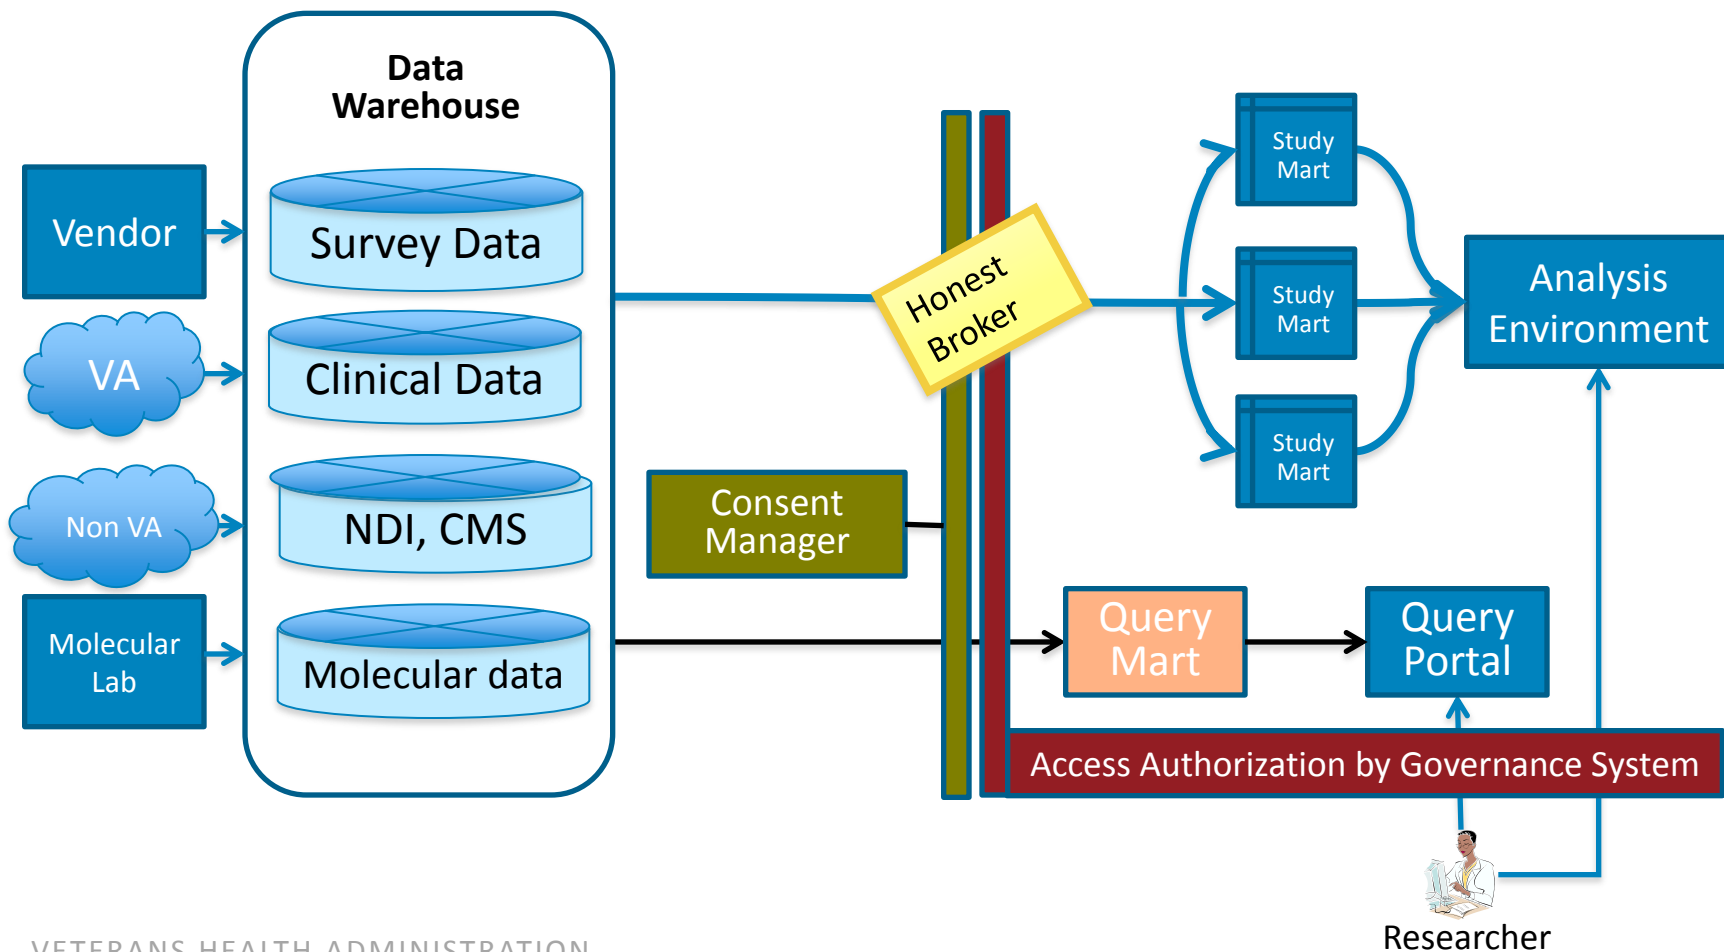 Data
Warehouse
Vendor
Survey Data
VA
Clinical Data
Non VA
NDI, CMS
Molecular
Lab
Molecular data
Consent
Manager
Honest
Broker
Study
Mart
Study
Mart
Study
Mart
Analysis
Environment
Query
Mart
Query
Portal
Access Authorization by Governance System
Researcher
VETERANS HEALTH ADMINISTRATION